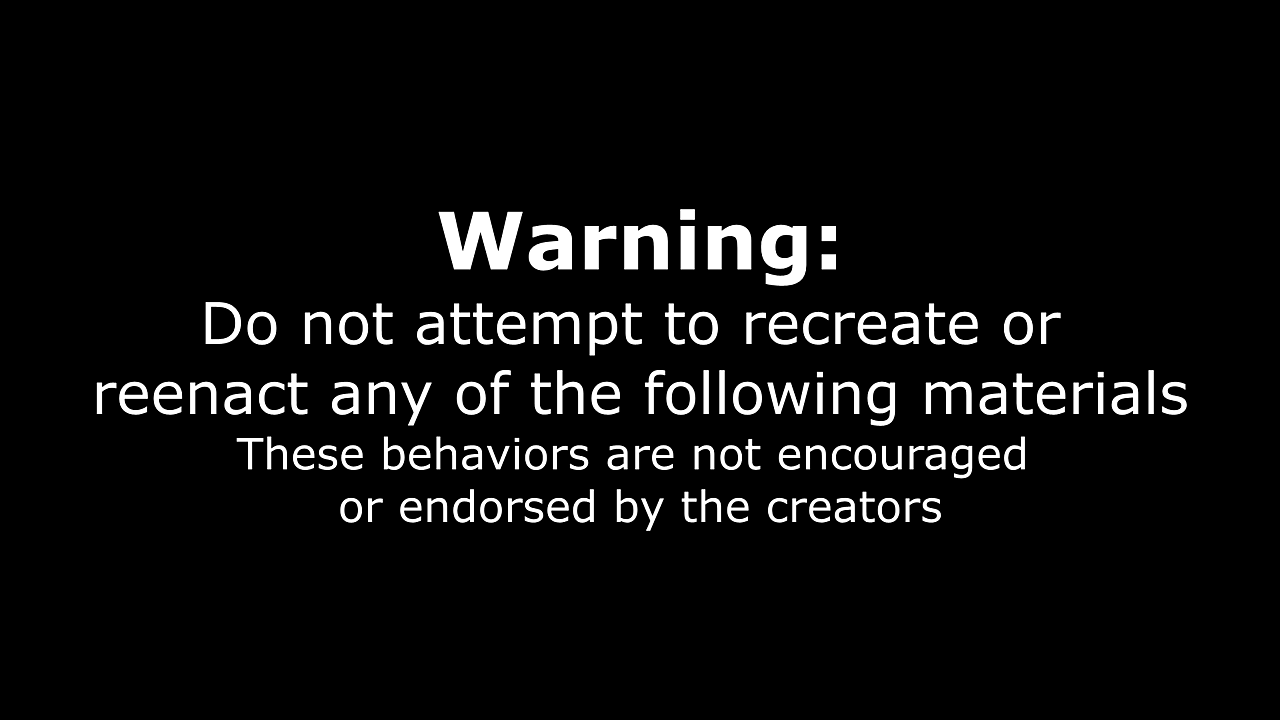 Warning:
Do not attempt to recreate or
reenact any of the following materials
These behaviors are not encouraged
or endorsed by the creators